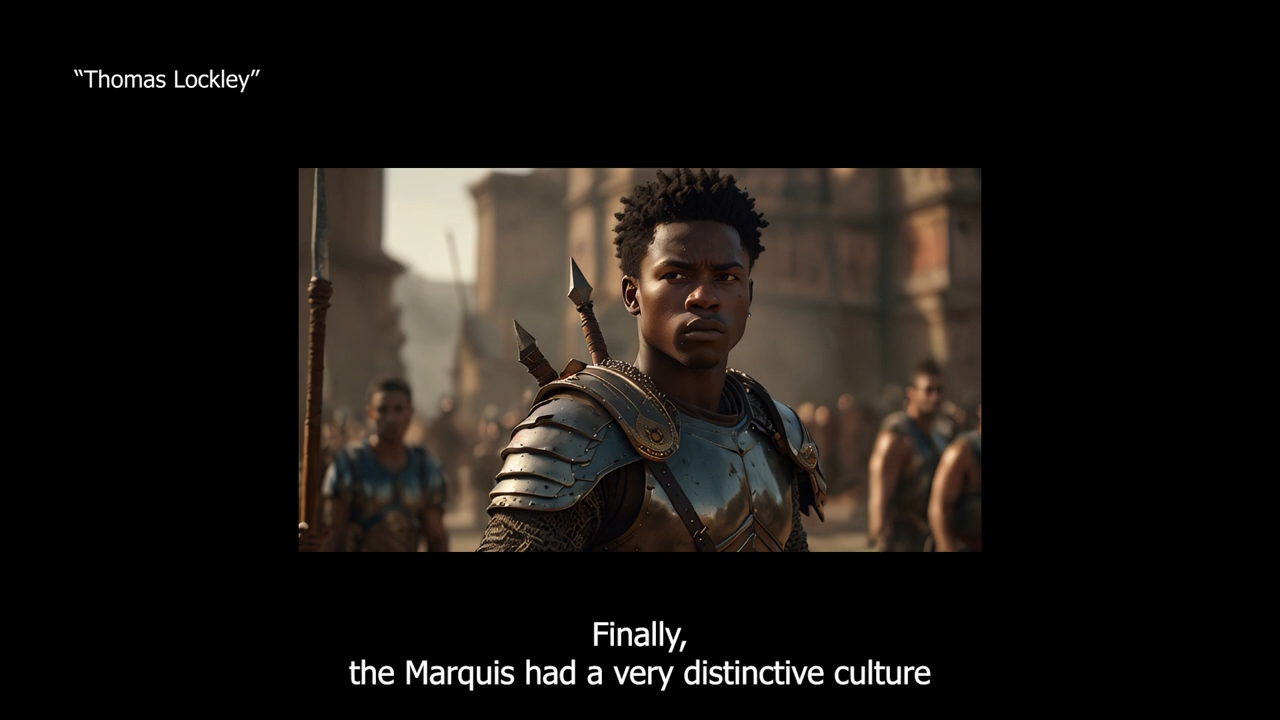 “Thomas Lockley”
Finally,
the Marquis had a very distinctive culture